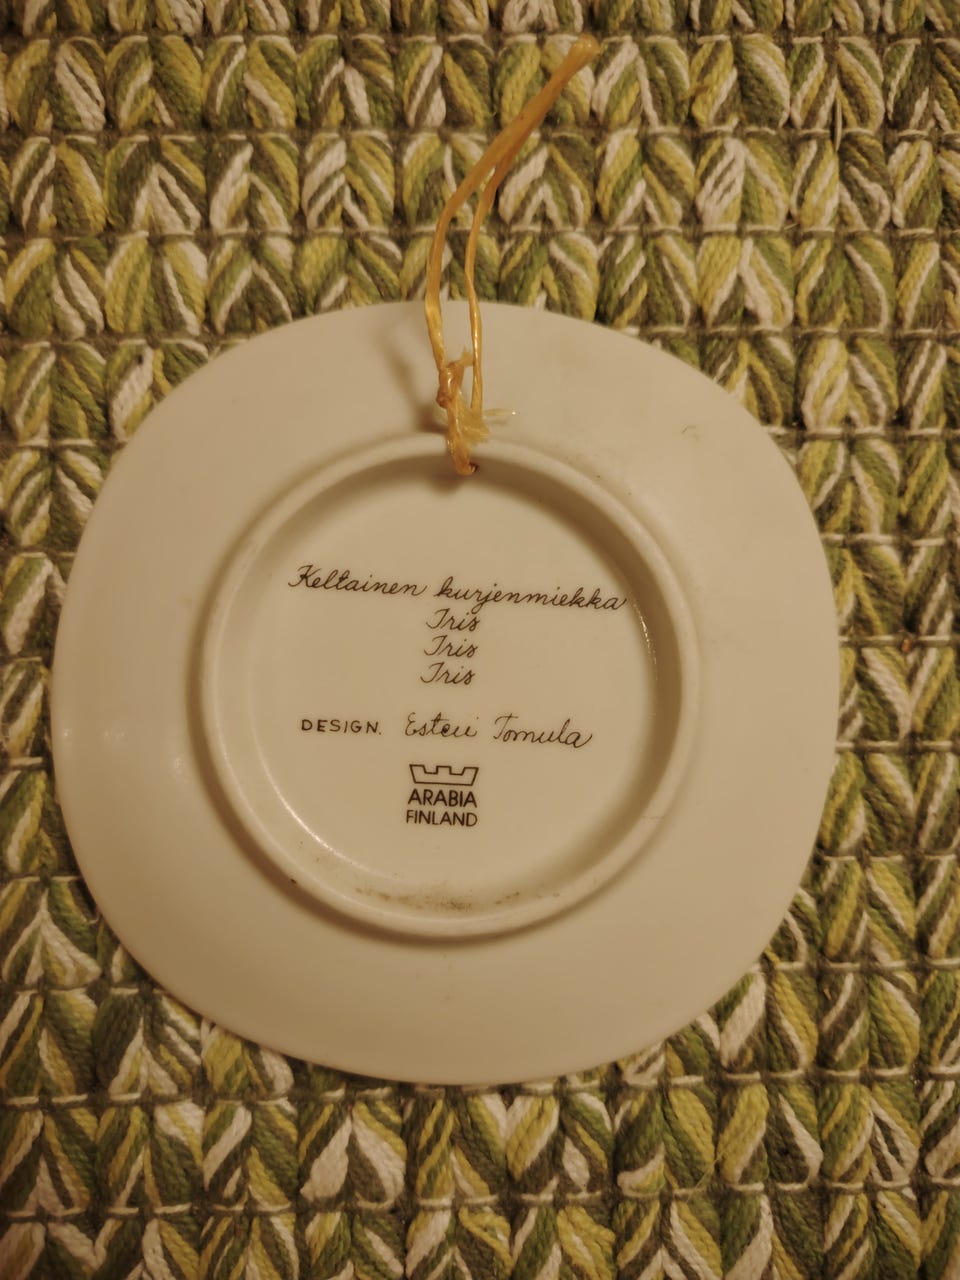 Keltainen kurjenmiekka
Iris
Iris
Iris
DESIGN. Esteri Tomula
ARABIA
FINLAND